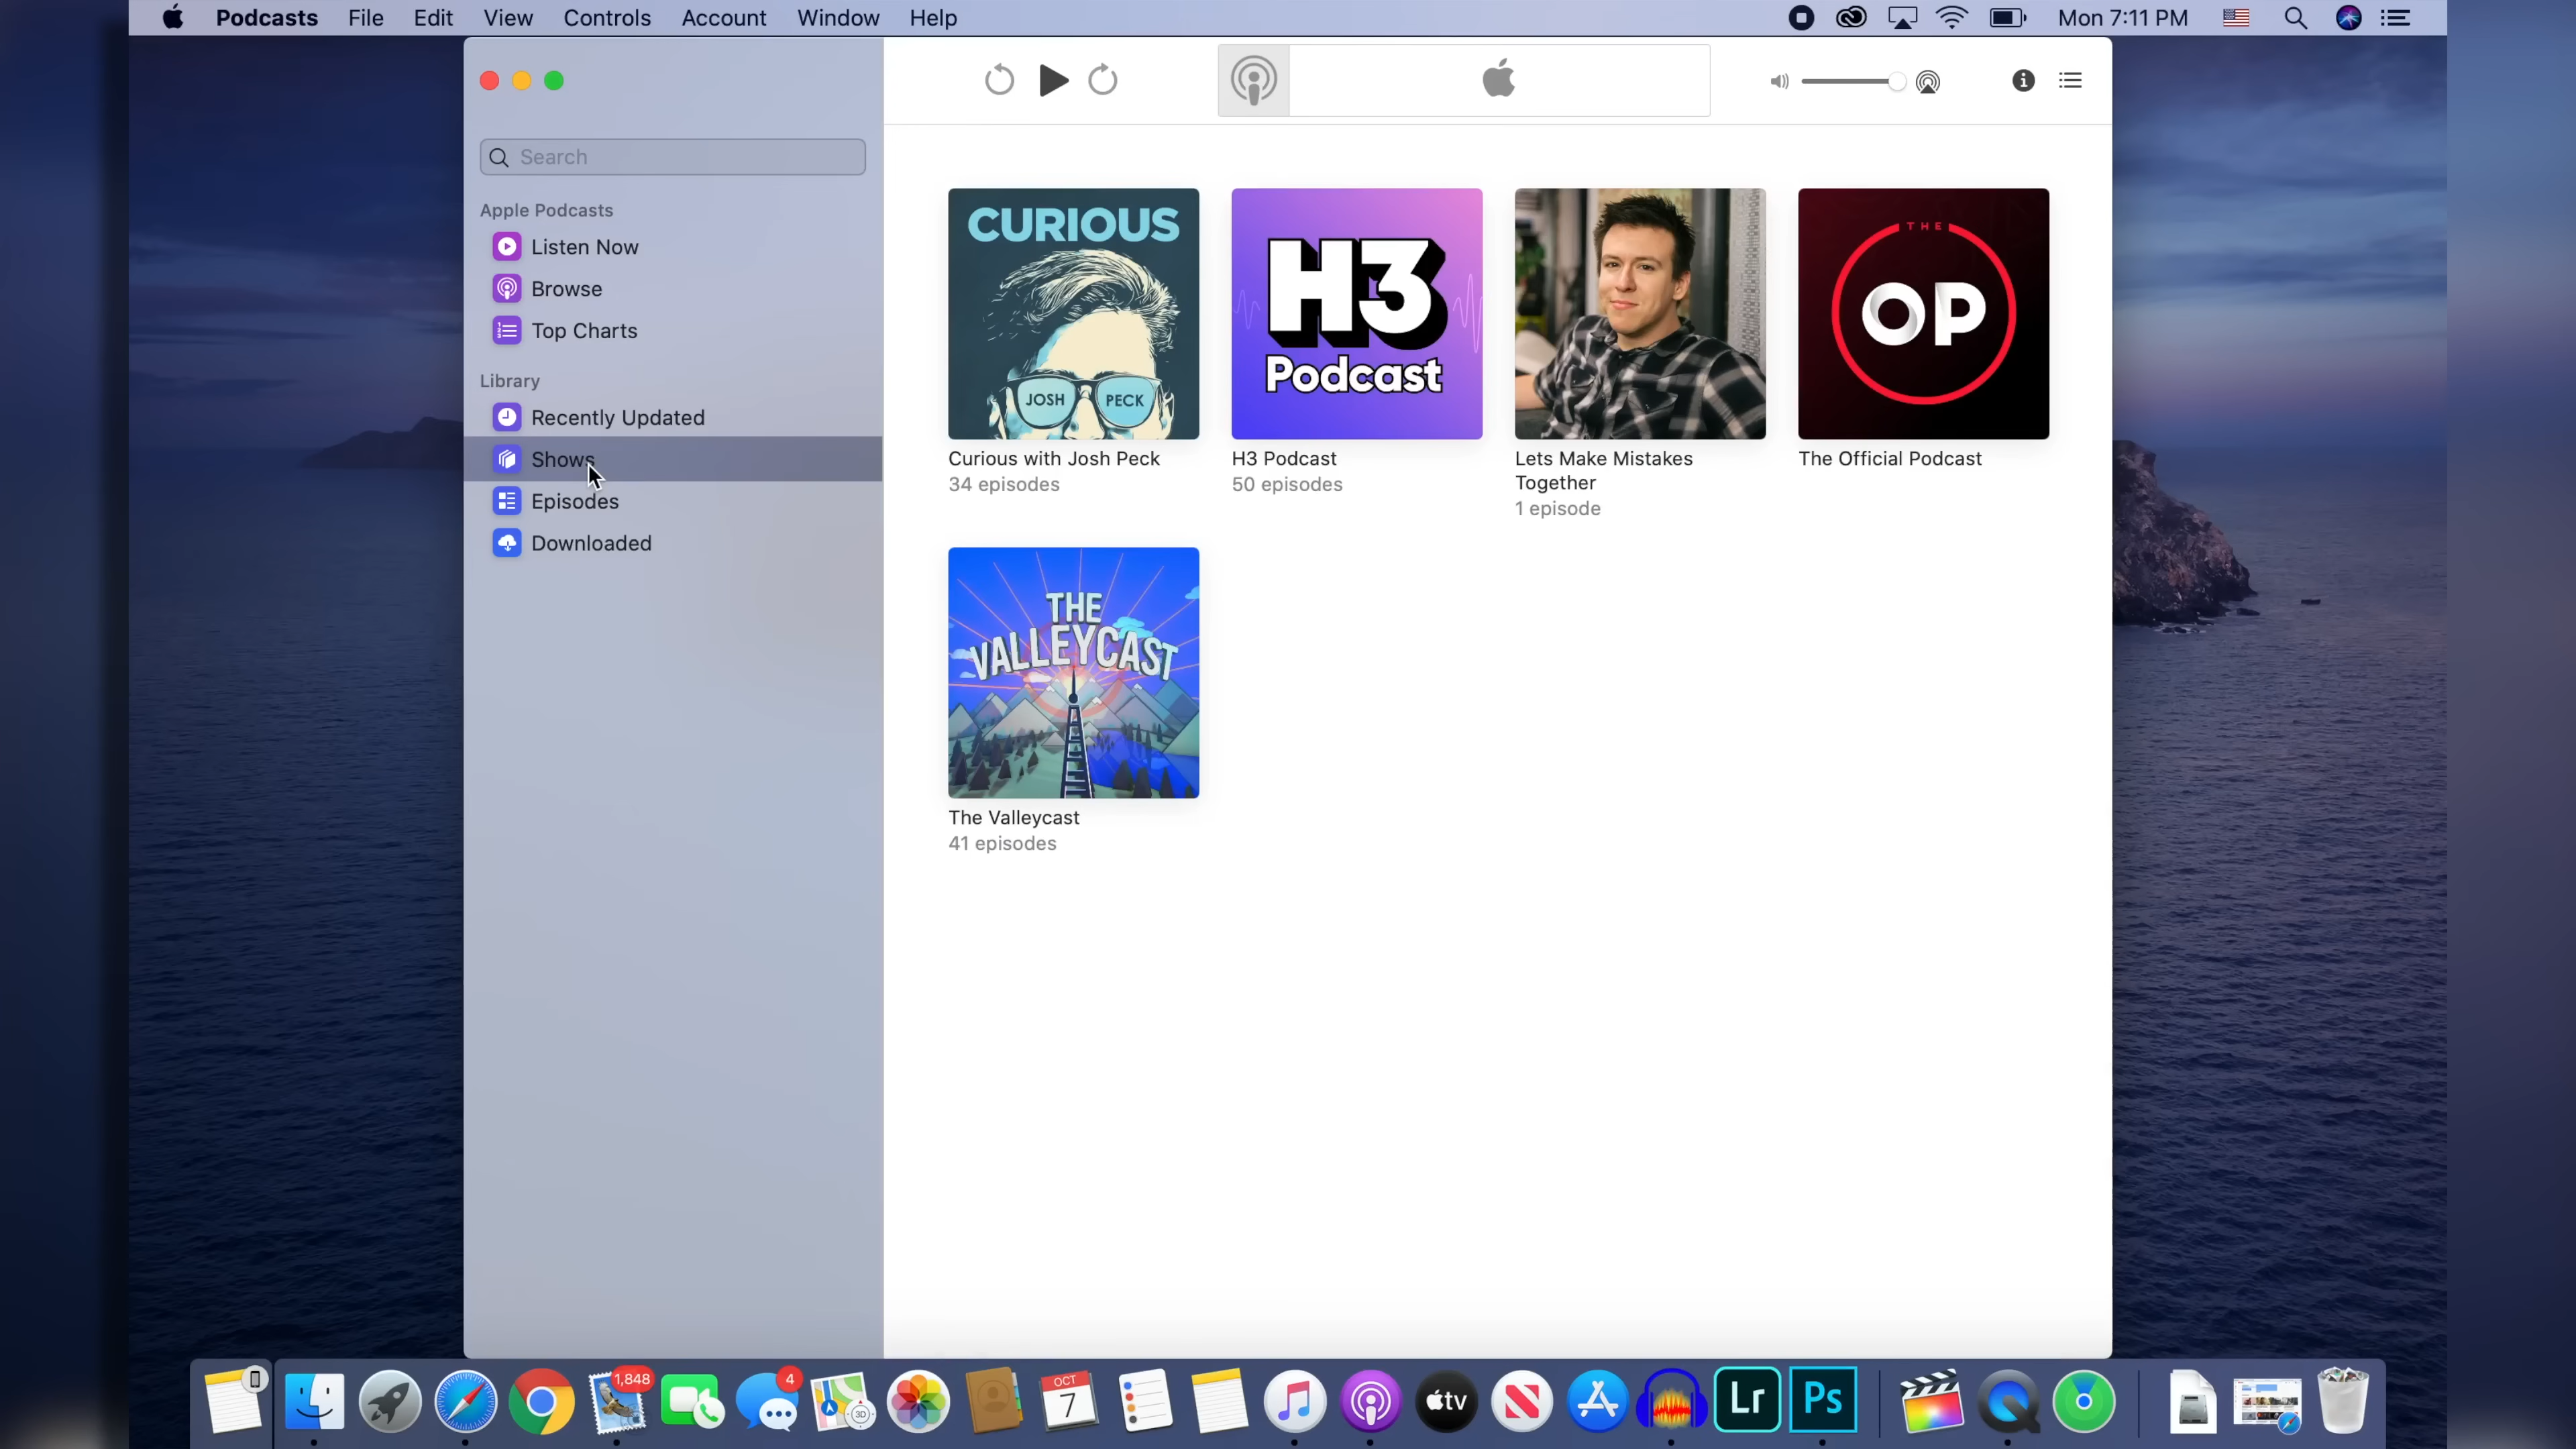 Podcasts File Edit View Controls Account Window Help Mon 7:11 PM
Search
Apple Podcasts
Listen Now
Browse
Top Charts
Library
Recently Updated
Shows
Episodes
Downloaded
CURIOUS
JOSH PECK
Curious with Josh Peck
34 episodes
H3
Podcast
H3 Podcast
50 episodes
Lets Make Mistakes
Together
1 episode
THE
OP
The Official Podcast
THE
VALLEYCAST
The Valleycast
41 episodes
1,848
4
3D
OCT
7
tv
Lr
Ps